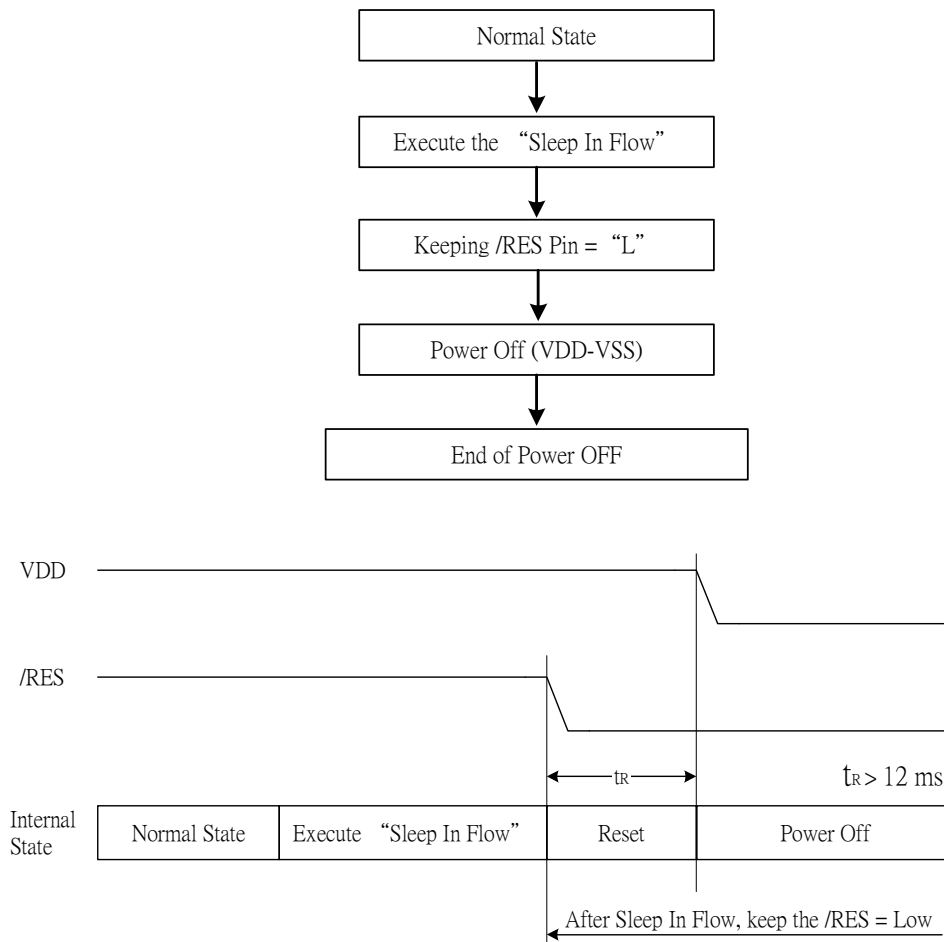 Normal State
Execute the “Sleep In Flow”
Keeping /RES Pin = “L”
Power Off (VDD-VSS)
End of Power OFF
VDD
/RES
tR
tR > 12 ms
Internal
State
Normal State
Execute “Sleep In Flow”
Reset
Power Off
After Sleep In Flow, keep the /RES = Low